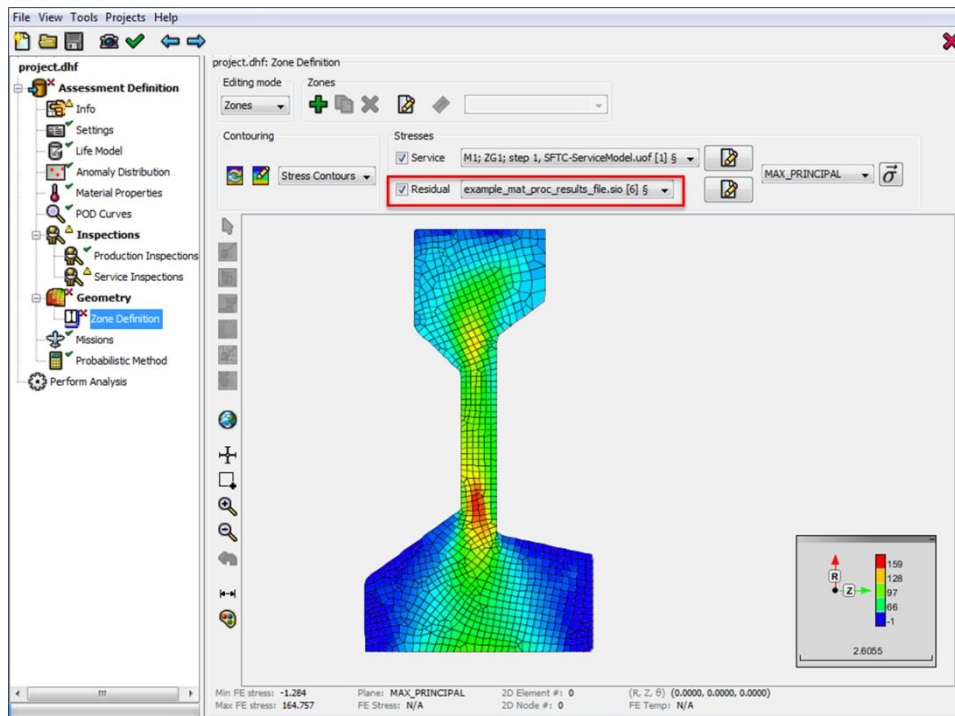 File View Tools Projects Help
project.dhf
Assessment Definition
Info
Settings
Life Model
Anomaly Distribution
Material Properties
POD Curves
Inspections
Production Inspections
Service Inspections
Geometry
Zone Definition
Missions
Probabilistic Method
Perform Analysis
project.dhf: Zone Definition
Editing mode
Zones
Zones
Contouring
Stress Contours
Stresses
Service M1; ZG1; step 1, SFTC-ServiceModel.uof [1] §
Residual example_mat_proc_results_file.sio [6] §
MAX_PRINCIPAL σ
R
Z
159
128
97
66
-1
2.6055
Min FE stress: -1.284 Plane: MAX_PRINCIPAL 2D Element #: 0 (R, Z, θ) (0.0000, 0.0000, 0.0000)
Max FE stress: 164.757 FE Stress: N/A 2D Node #: 0 FE Temp: N/A